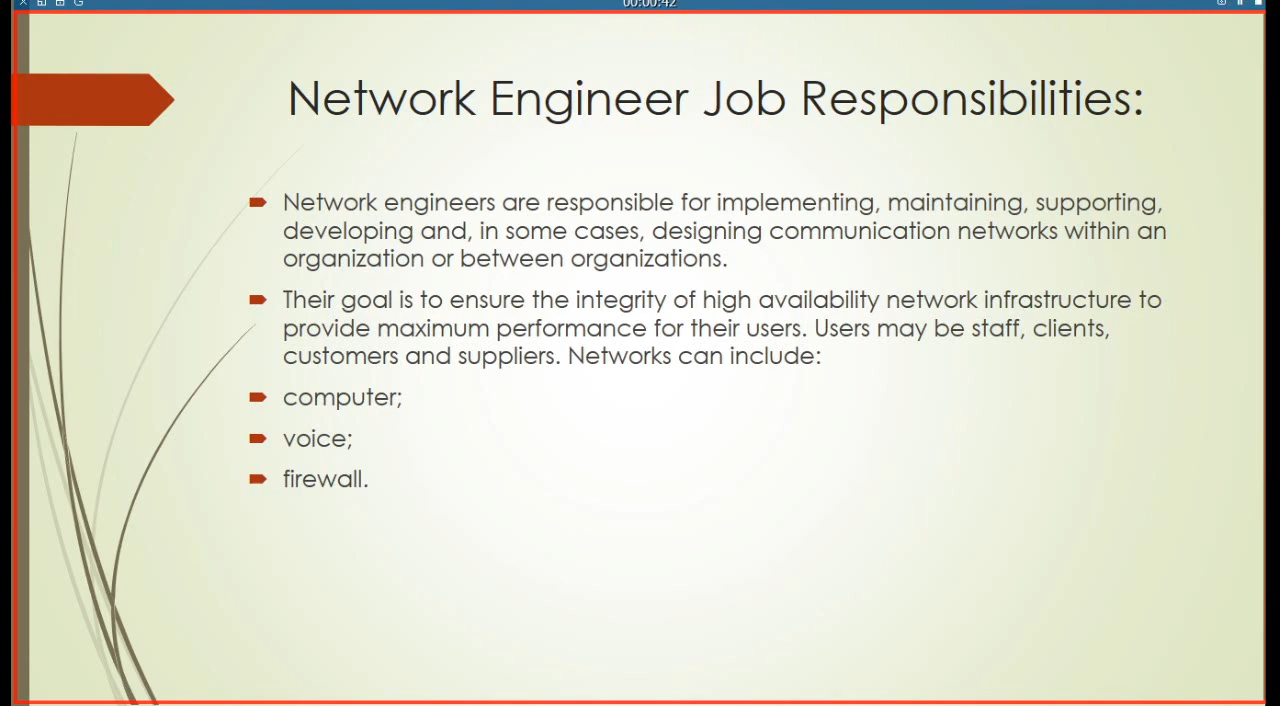 00:00:42
Network Engineer Job Responsibilities:
Network engineers are responsible for implementing, maintaining, supporting,
developing and, in some cases, designing communication networks within an
organization or between organizations.
Their goal is to ensure the integrity of high availability network infrastructure to
provide maximum performance for their users. Users may be staff, clients,
customers and suppliers. Networks can include:
computer;
voice;
firewall.